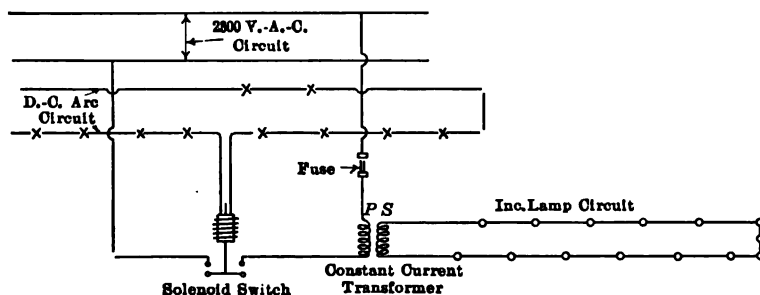 2300 V.-A.-C.
Circuit
D.-C. Arc
Circuit
Fuse
P S
Inc. Lamp Circuit
Constant Current
Transformer
Solenoid Switch